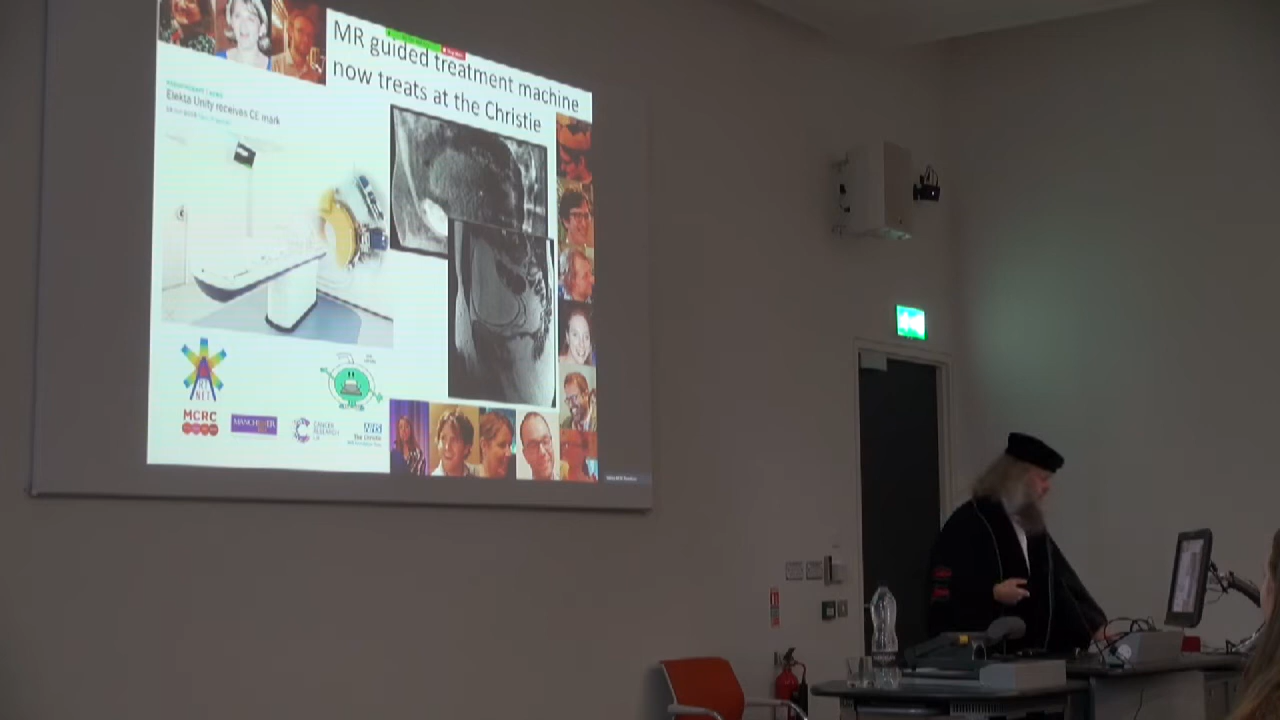 MR guided treatment machine
now treats at the Christie
Elekta Unity receives CE mark
NET
MCRC
MANCHESTER
CANCER
RESEARCH
UK
NHS
The Christie